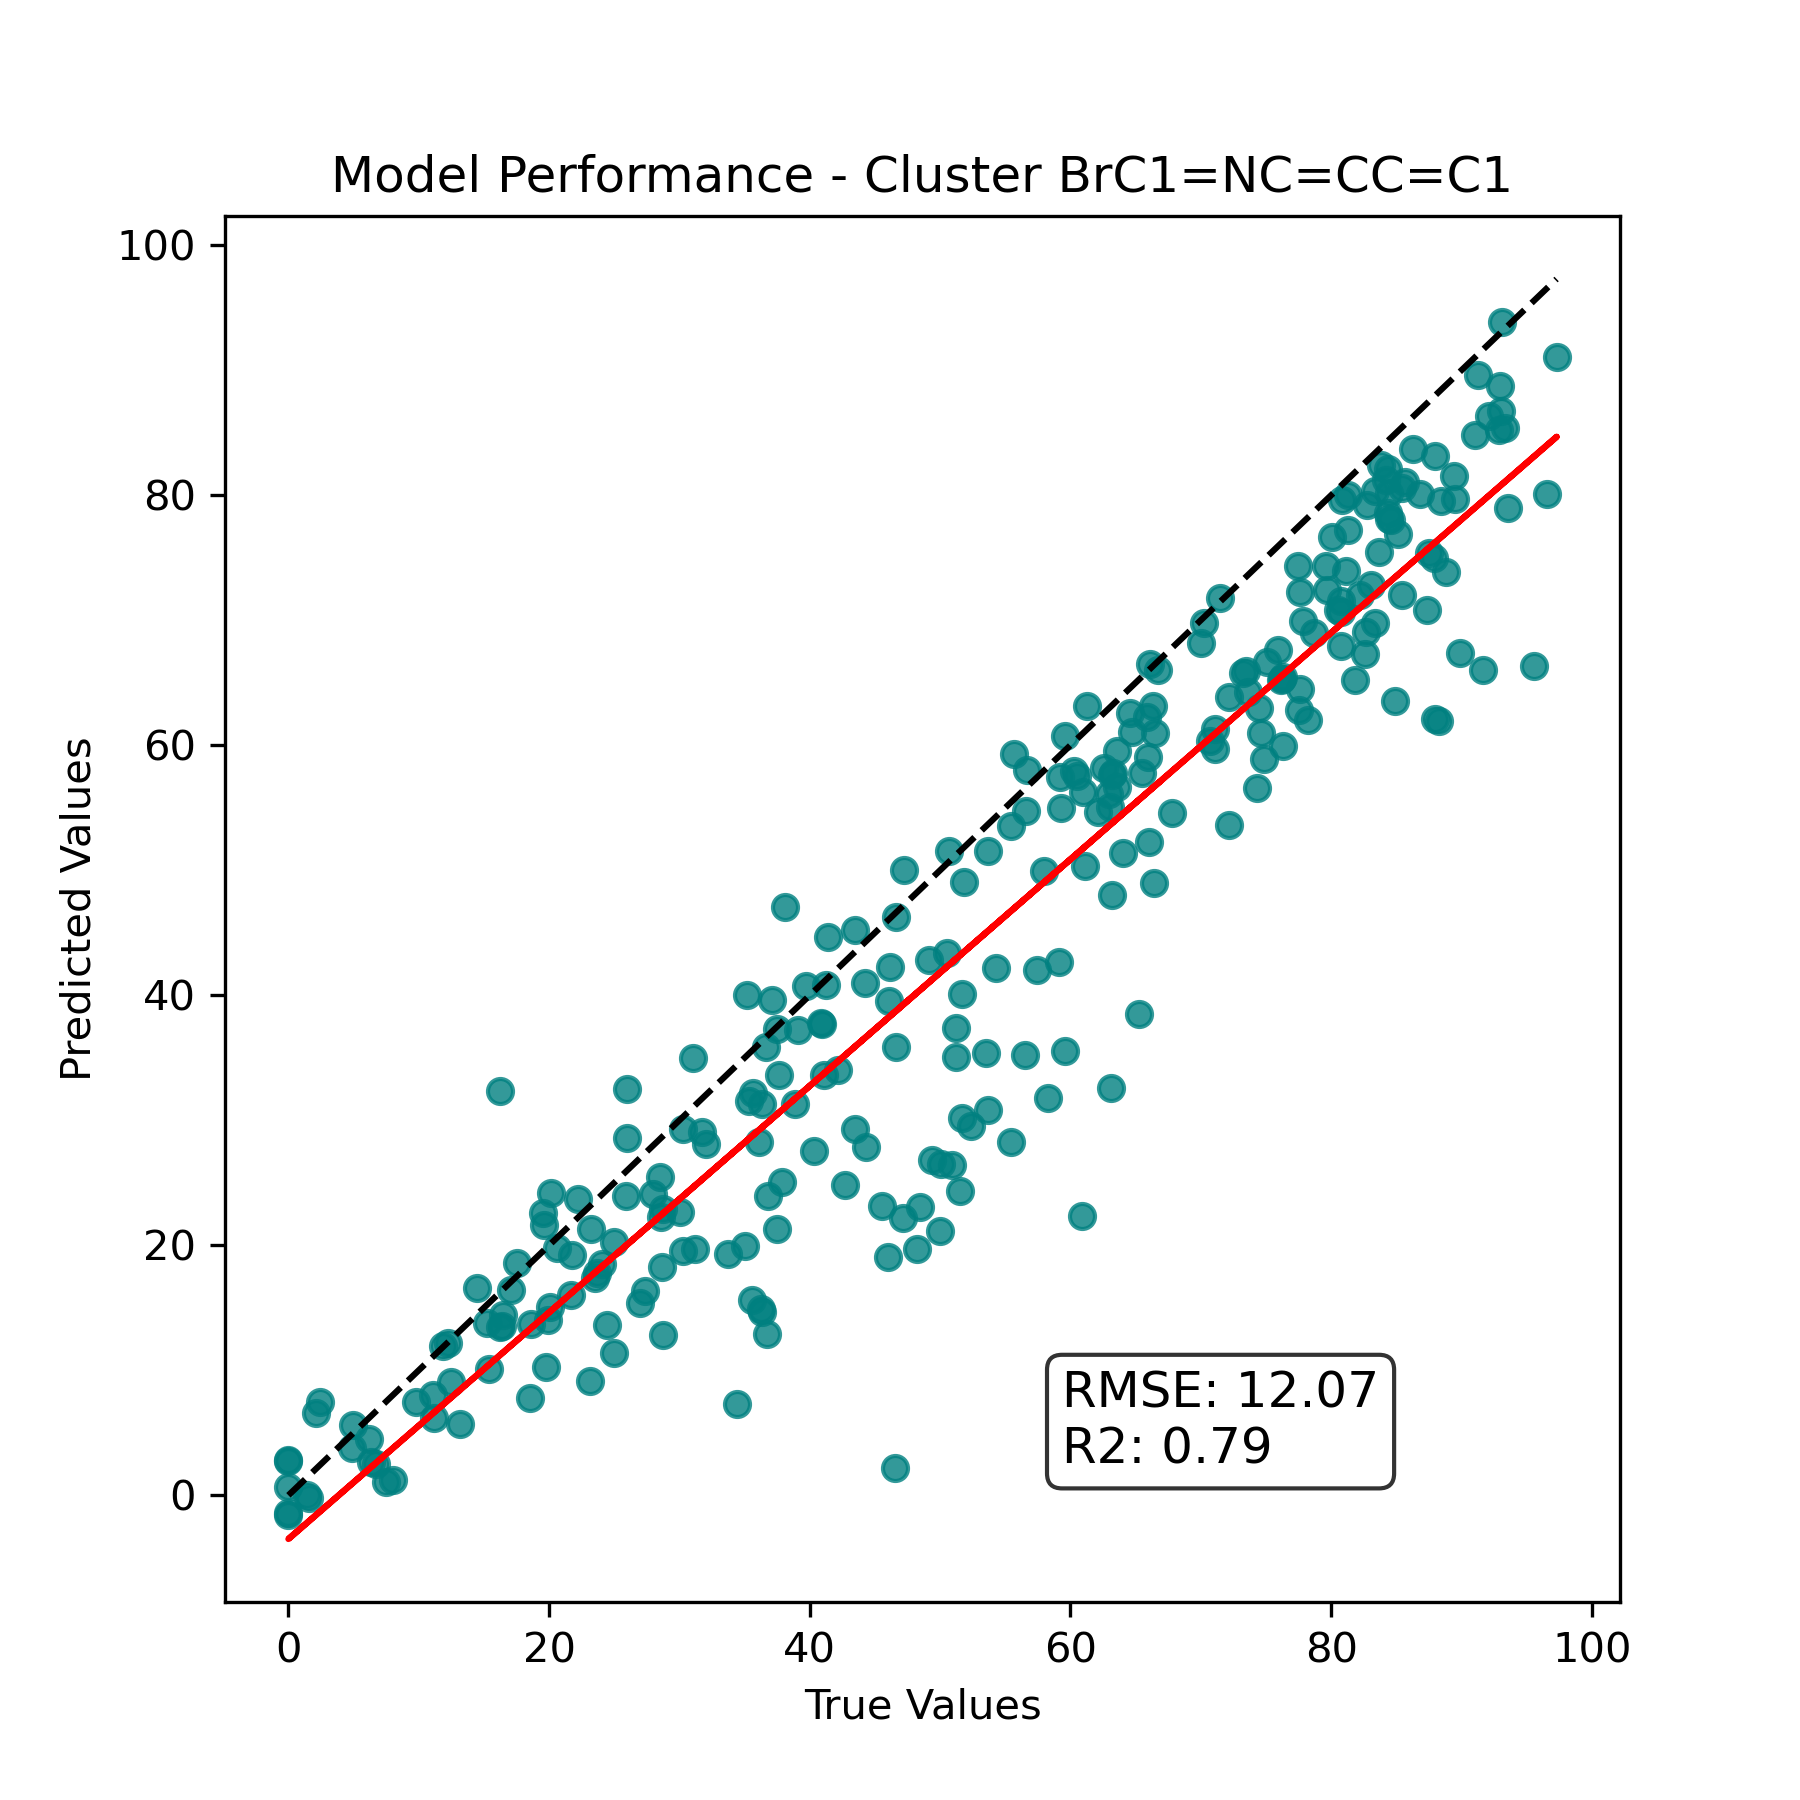 Model Performance - Cluster BrC1=NC=CC=C1
100
80
60
40
20
0
Predicted Values
RMSE: 12.07
R2: 0.79
0 20 40 60 80 100
True Values